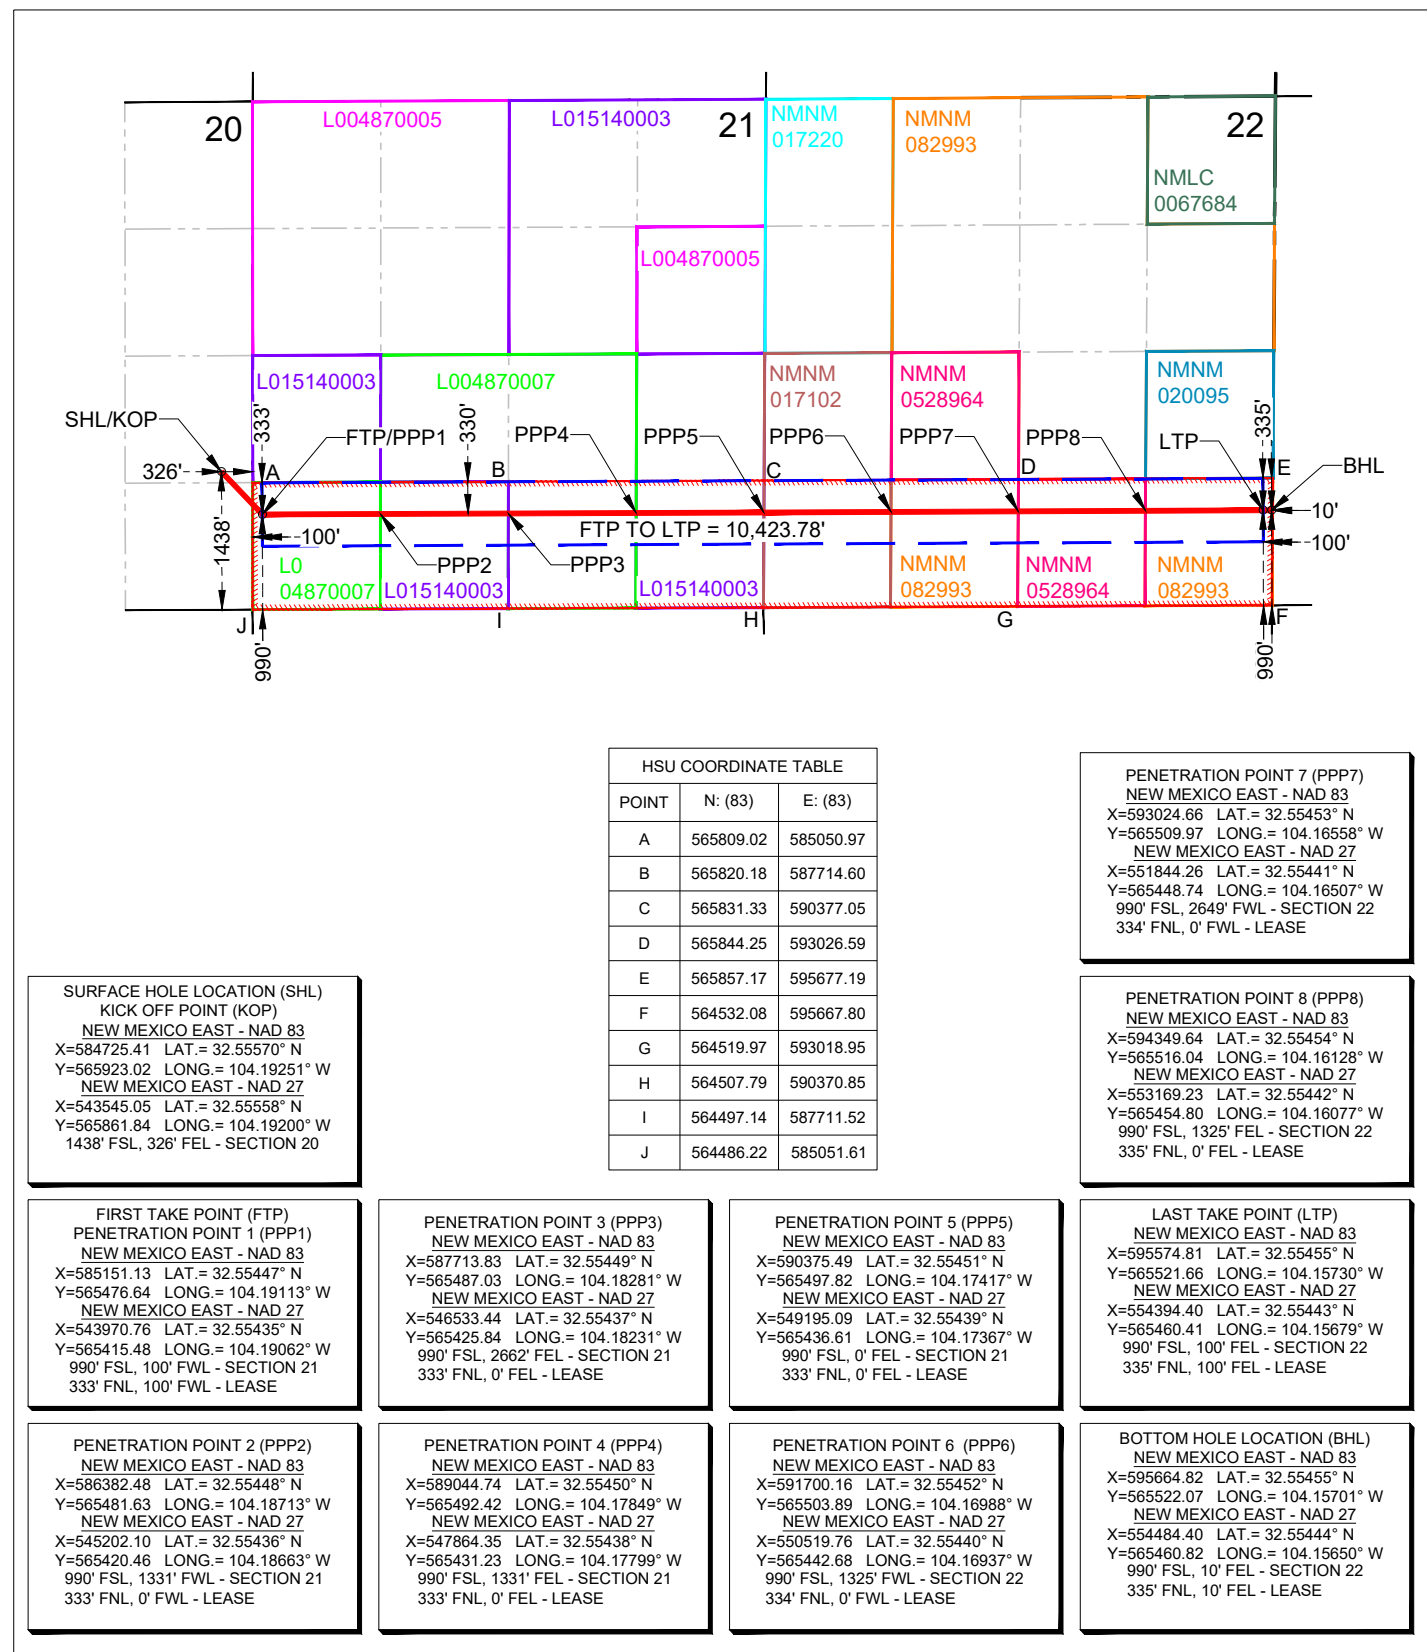 20
L004870005
L015140003
21
NMNM
017220
NMNM
082993
22
NMLC
0067684
L004870005
L015140003
L004870007
NMNM
017102
NMNM
0528964
NMNM
020095
SHL/KOP
333'
FTP/PPP1
330'
PPP4
PPP5
PPP6
PPP7
PPP8
LTP
335'
326'
A
B
C
D
E
BHL
1438'
100'
FTP TO LTP = 10,423.78'
10'
100'
L0
04870007
PPP2
L015140003
PPP3
L015140003
NMNM
082993
NMNM
0528964
NMNM
082993
J
I
H
G
F
990'
990'
HSU COORDINATE TABLE
POINT N: (83) E: (83)
A 565809.02 585050.97
B 565820.18 587714.60
C 565831.33 590377.05
D 565844.25 593026.59
E 565857.17 595677.19
F 564532.08 595667.80
G 564519.97 593018.95
H 564507.79 590370.85
I 564497.14 587711.52
J 564486.22 585051.61
PENETRATION POINT 7 (PPP7)
NEW MEXICO EAST - NAD 83
X=593024.66 LAT.= 32.55453° N
Y=565509.97 LONG.= 104.16558° W
NEW MEXICO EAST - NAD 27
X=551844.26 LAT.= 32.55441° N
Y=565448.74 LONG.= 104.16507° W
990' FSL, 2649' FWL - SECTION 22
334' FNL, 0' FWL - LEASE
SURFACE HOLE LOCATION (SHL)
KICK OFF POINT (KOP)
NEW MEXICO EAST - NAD 83
X=584725.41 LAT.= 32.55570° N
Y=565923.02 LONG.= 104.19251° W
NEW MEXICO EAST - NAD 27
X=543545.05 LAT.= 32.55558° N
Y=565861.84 LONG.= 104.19200° W
1438' FSL, 326' FEL - SECTION 20
PENETRATION POINT 8 (PPP8)
NEW MEXICO EAST - NAD 83
X=594349.64 LAT.= 32.55454° N
Y=565516.04 LONG.= 104.16128° W
NEW MEXICO EAST - NAD 27
X=553169.23 LAT.= 32.55442° N
Y=565454.80 LONG.= 104.16077° W
990' FSL, 1325' FEL - SECTION 22
335' FNL, 0' FEL - LEASE
FIRST TAKE POINT (FTP)
PENETRATION POINT 1 (PPP1)
NEW MEXICO EAST - NAD 83
X=585151.13 LAT.= 32.55447° N
Y=565476.64 LONG.= 104.19113° W
NEW MEXICO EAST - NAD 27
X=543970.76 LAT.= 32.55435° N
Y=565415.48 LONG.= 104.19062° W
990' FSL, 100' FWL - SECTION 21
333' FNL, 100' FWL - LEASE
PENETRATION POINT 3 (PPP3)
NEW MEXICO EAST - NAD 83
X=587713.83 LAT.= 32.55449° N
Y=565487.03 LONG.= 104.18281° W
NEW MEXICO EAST - NAD 27
X=546533.44 LAT.= 32.55437° N
Y=565425.84 LONG.= 104.18231° W
990' FSL, 2662' FEL - SECTION 21
333' FNL, 0' FEL - LEASE
PENETRATION POINT 5 (PPP5)
NEW MEXICO EAST - NAD 83
X=590375.49 LAT.= 32.55451° N
Y=565497.82 LONG.= 104.17417° W
NEW MEXICO EAST - NAD 27
X=549195.09 LAT.= 32.55439° N
Y=565436.61 LONG.= 104.17367° W
990' FSL, 0' FEL - SECTION 21
333' FNL, 0' FEL - LEASE
LAST TAKE POINT (LTP)
NEW MEXICO EAST - NAD 83
X=595574.81 LAT.= 32.55455° N
Y=565521.66 LONG.= 104.15730° W
NEW MEXICO EAST - NAD 27
X=554394.40 LAT.= 32.55443° N
Y=565460.41 LONG.= 104.15679° W
990' FSL, 100' FEL - SECTION 22
335' FNL, 100' FEL - LEASE
PENETRATION POINT 2 (PPP2)
NEW MEXICO EAST - NAD 83
X=586382.48 LAT.= 32.55448° N
Y=565481.63 LONG.= 104.18713° W
NEW MEXICO EAST - NAD 27
X=545202.10 LAT.= 32.55436° N
Y=565420.46 LONG.= 104.18663° W
990' FSL, 1331' FWL - SECTION 21
333' FNL, 0' FWL - LEASE
PENETRATION POINT 4 (PPP4)
NEW MEXICO EAST - NAD 83
X=589044.74 LAT.= 32.55450° N
Y=565492.42 LONG.= 104.17849° W
NEW MEXICO EAST - NAD 27
X=547864.35 LAT.= 32.55438° N
Y=565431.23 LONG.= 104.17799° W
990' FSL, 1331' FEL - SECTION 21
333' FNL, 0' FEL - LEASE
PENETRATION POINT 6 (PPP6)
NEW MEXICO EAST - NAD 83
X=591700.16 LAT.= 32.55452° N
Y=565503.89 LONG.= 104.16988° W
NEW MEXICO EAST - NAD 27
X=550519.76 LAT.= 32.55440° N
Y=565442.68 LONG.= 104.16937° W
990' FSL, 1325' FWL - SECTION 22
334' FNL, 0' FWL - LEASE
BOTTOM HOLE LOCATION (BHL)
NEW MEXICO EAST - NAD 83
X=595664.82 LAT.= 32.55455° N
Y=565522.07 LONG.= 104.15701° W
NEW MEXICO EAST - NAD 27
X=554484.40 LAT.= 32.55444° N
Y=565460.82 LONG.= 104.15650° W
990' FSL, 10' FEL - SECTION 22
335' FNL, 10' FEL - LEASE